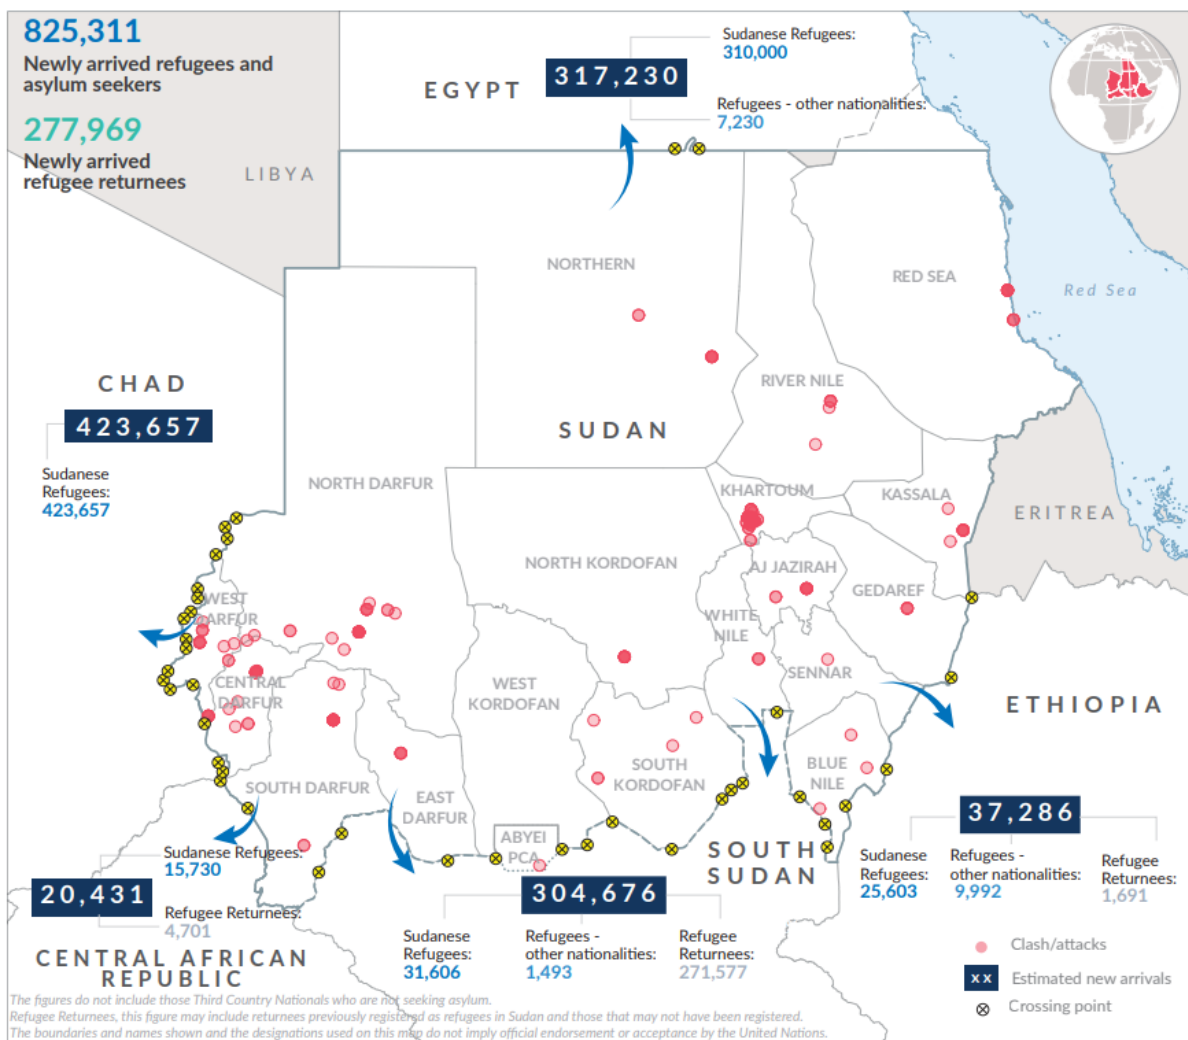 825,311
Newly arrived refugees and
asylum seekers
277,969
Newly arrived
refugee returnees
LIBYA
EGYPT
317,230
Sudanese Refugees:
310,000
Refugees - other nationalities:
7,230
NORTHERN
RED SEA
Red Sea
CHAD
423,657
Sudanese
Refugees:
423,657
RIVER NILE
SUDAN
NORTH DARFUR
KHARTOUM
KASSALA
ERITREA
NORTH KORDOFAN
AJ JAZIRAH
GEDAREF
WEST
DARFUR
WHITE
NILE
SENNAR
CENTRAL
DARFUR
WEST
KORDOFAN
ETHIOPIA
SOUTH
KORDOFAN
BLUE
NILE
SOUTH DARFUR
EAST
DARFUR
ABYEI
PCA
SOUTH
SUDAN
37,286
Sudanese
Refugees:
25,603
Refugees -
other nationalities:
9,992
Refugee
Returnees:
1,691
Sudanese Refugees:
15,730
20,431
Refugee Returnees:
4,701
CENTRAL AFRICAN
REPUBLIC
304,676
Sudanese
Refugees:
31,606
Refugees -
other nationalities:
1,493
Refugee
Returnees:
271,577
Clash/attacks
xx Estimated new arrivals
Crossing point
The figures do not include those Third Country Nationals who are not seeking asylum.
Refugee Returnees, this figure may include returnees previously registered as refugees in Sudan and those that may not have been registered.
The boundaries and names shown and the designations used on this map do not imply official endorsement or acceptance by the United Nations.